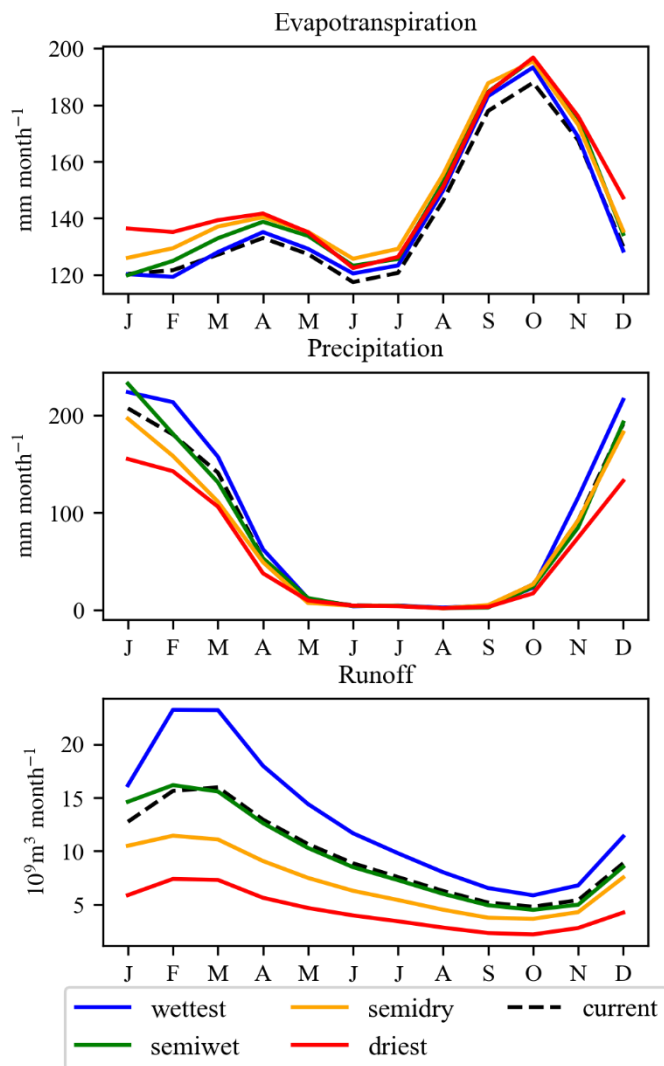 Evapotranspiration
mm month⁻¹
200
180
160
140
120
J F M A M J J A S O N D
Precipitation
mm month⁻¹
200
100
0
J F M A M J J A S O N D
Runoff
10⁹m³ month⁻¹
20
15
10
5
J F M A M J J A S O N D
wettest semidry current
semiwet driest